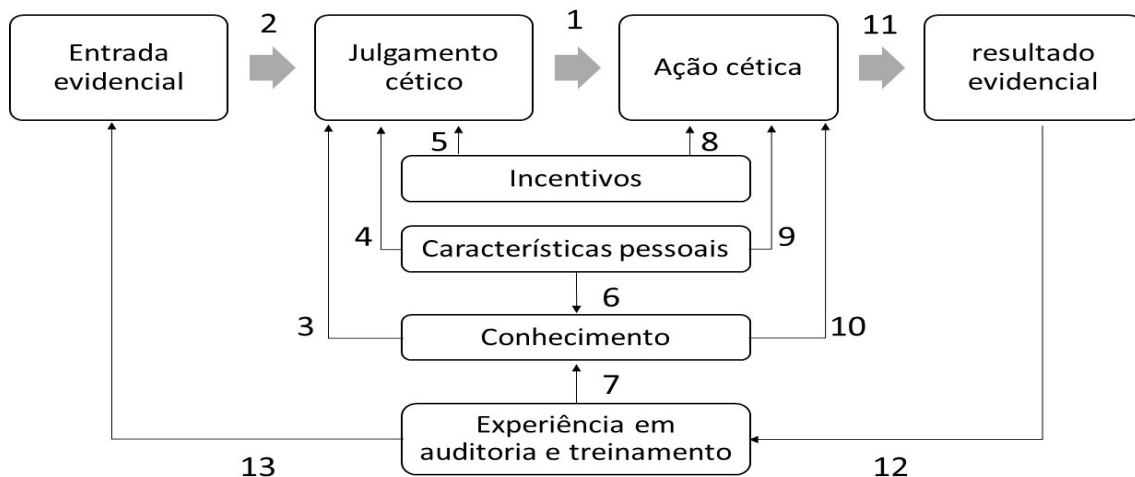 2
1
11
Entrada
evidencial
Julgamento
cético
Ação cética
resultado
evidencial
5
8
Incentivos
4
Características pessoais
9
6
3
Conhecimento
10
7
Experiência em
auditoria e treinamento
13
12